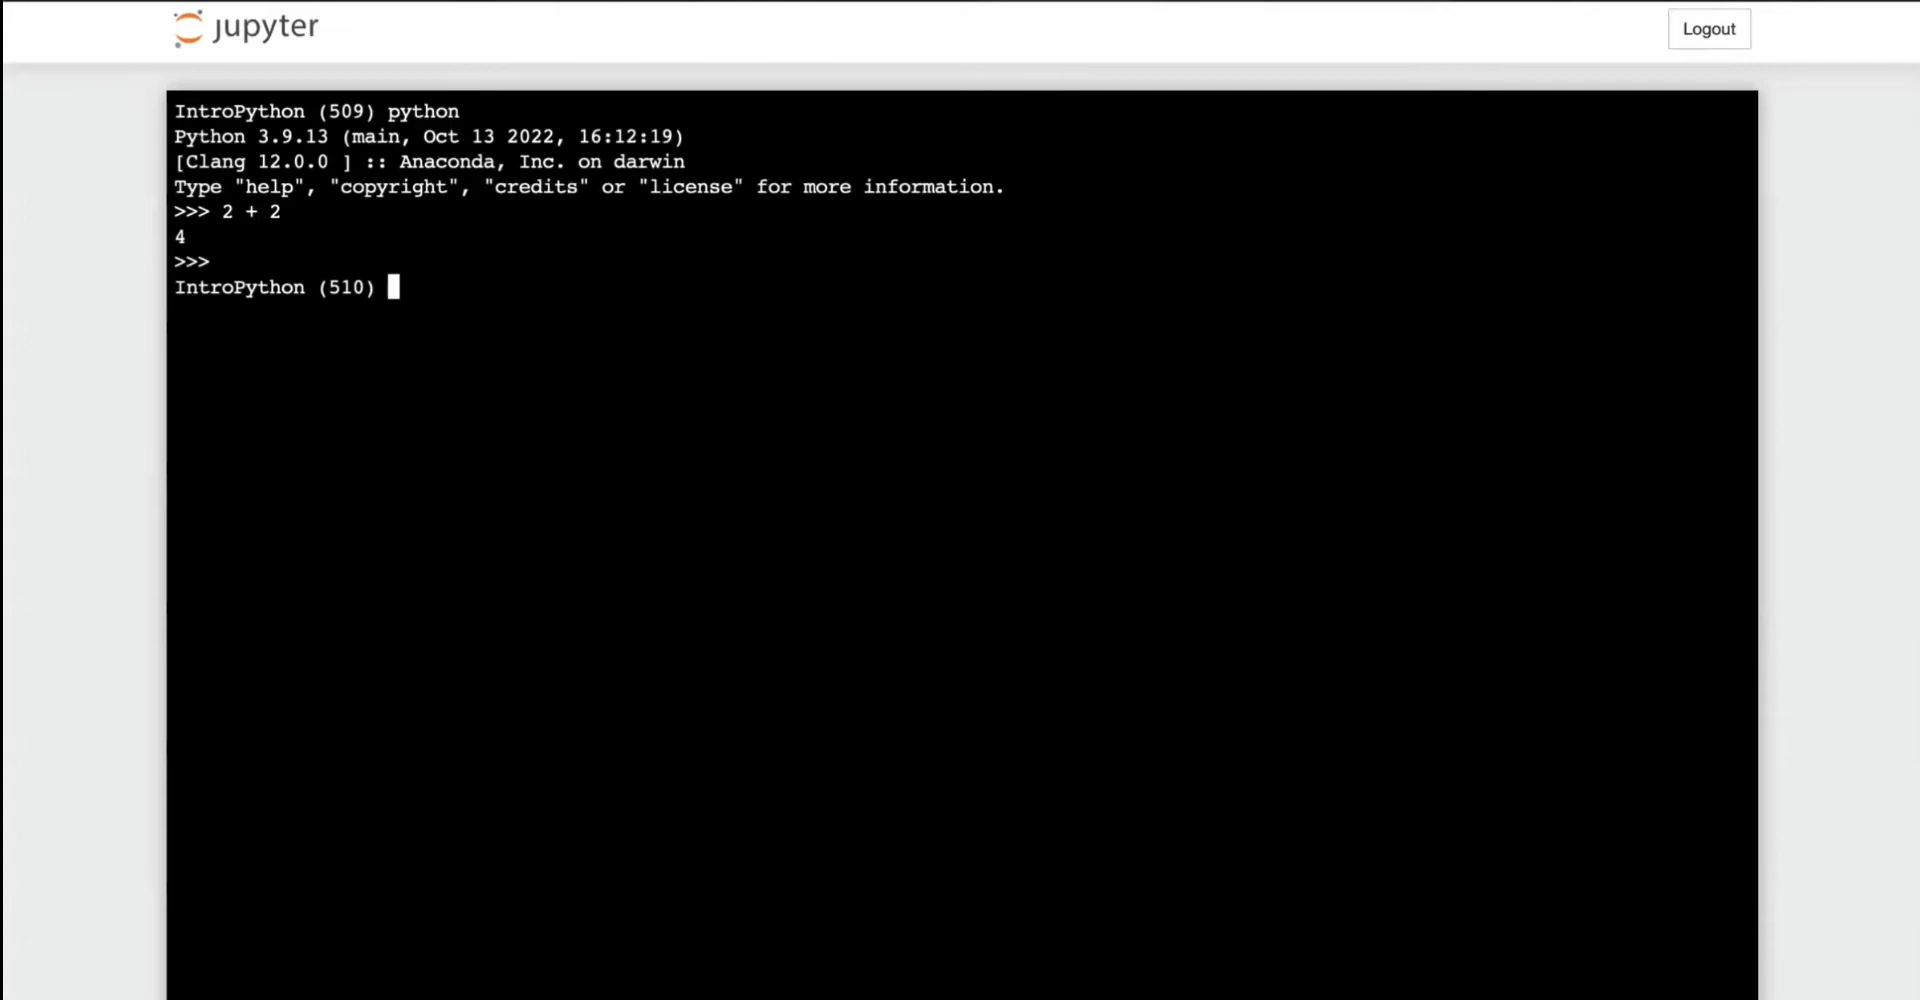 jupyter
Logout
IntroPython (509) python
Python 3.9.13 (main, Oct 13 2022, 16:12:19)
[Clang 12.0.0 ] :: Anaconda, Inc. on darwin
Type "help", "copyright", "credits" or "license" for more information.
>>> 2 + 2
4
>>>
IntroPython (510)